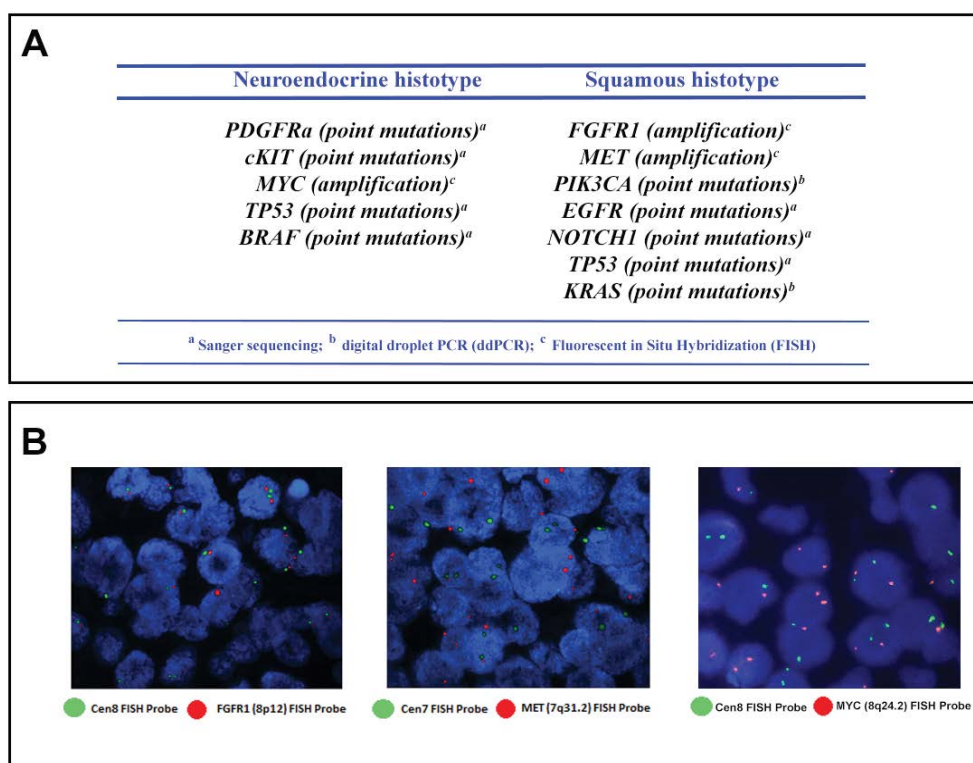 A
Neuroendocrine histotype Squamous histotype
PDGFRa (point mutations)a FGFR1 (amplification)c
cKIT (point mutations)a MET (amplification)c
MYC (amplification)c PIK3CA (point mutations)b
TP53 (point mutations)a EGFR (point mutations)a
BRAF (point mutations)a NOTCH1 (point mutations)a
TP53 (point mutations)a
KRAS (point mutations)b
a Sanger sequencing; b digital droplet PCR (ddPCR); c Fluorescent in Situ Hybridization (FISH)
B
Cen8 FISH Probe FGFR1 (8p12) FISH Probe Cen7 FISH Probe MET (7q31.2) FISH Probe Cen8 FISH Probe MYC (8q24.2) FISH Probe